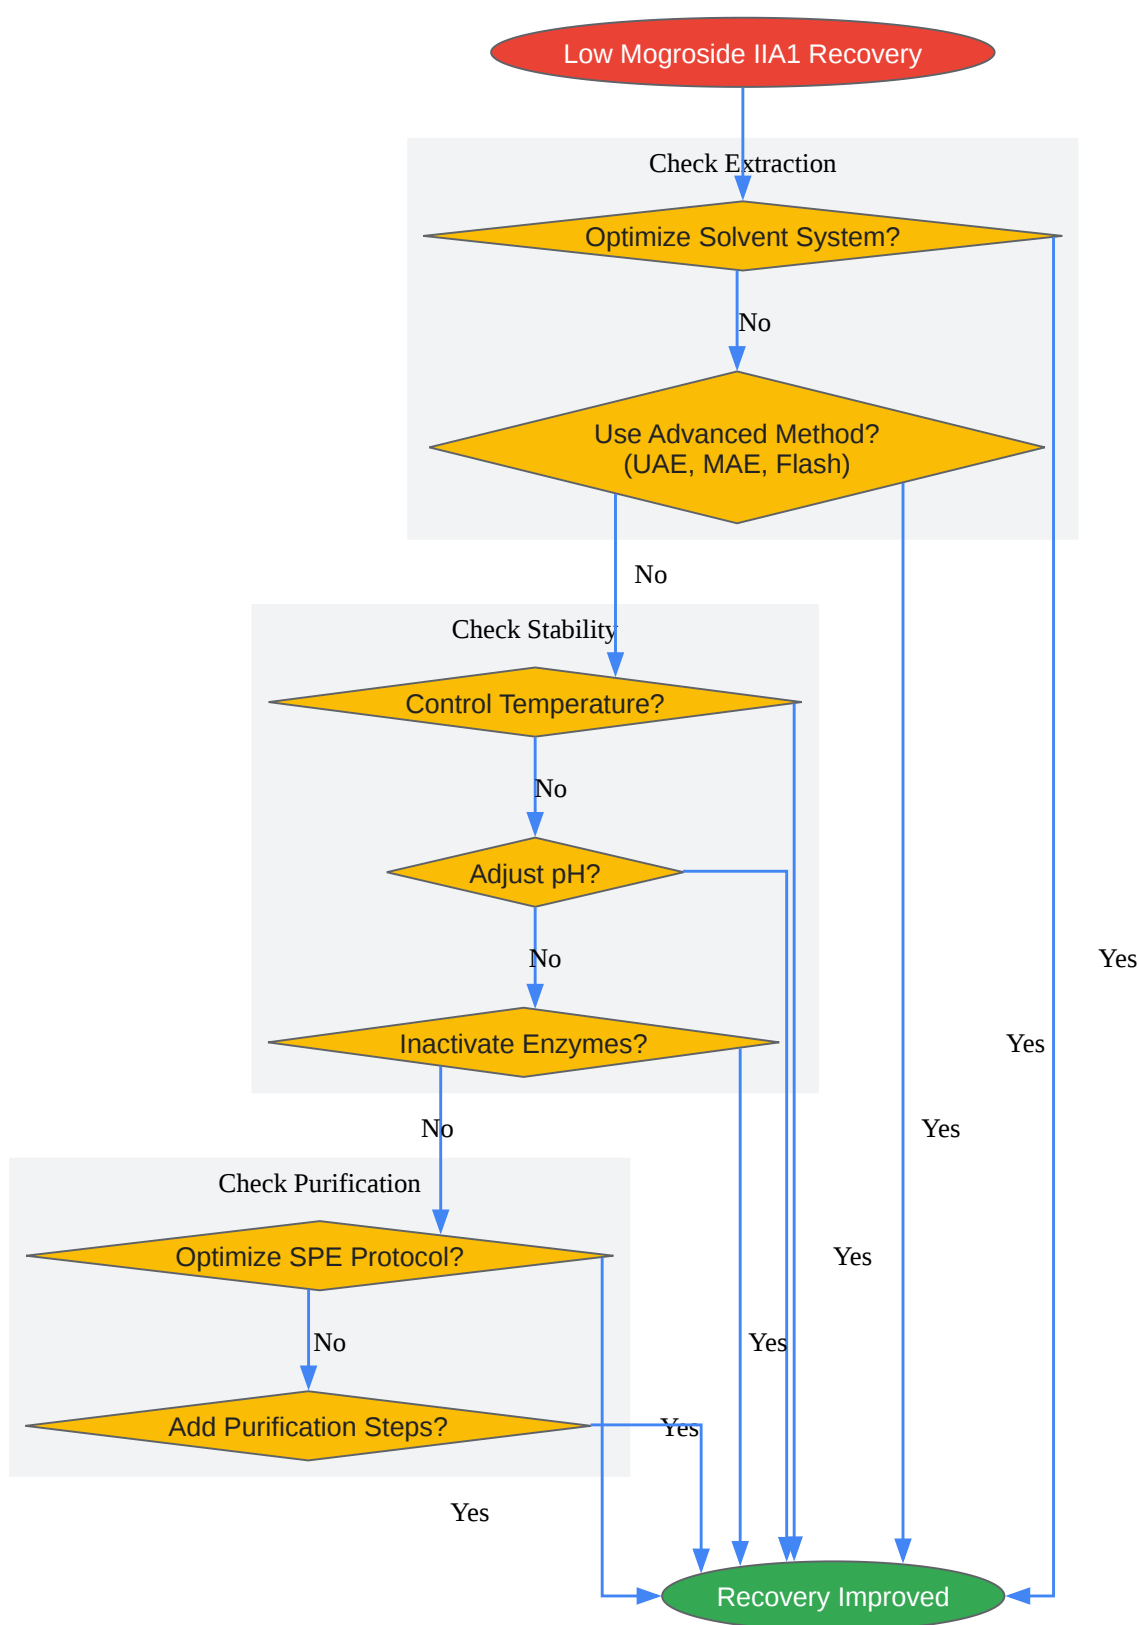 Low Mogroside IIA1 Recovery
Check Extraction
Optimize Solvent System?
No
Use Advanced Method?
(UAE, MAE, Flash)
No
Check Stability
Control Temperature?
No
Adjust pH?
No
Yes
Inactivate Enzymes?
Yes
No
Yes
Check Purification
Optimize SPE Protocol?
Yes
No
Yes
Add Purification Steps?
Yes
Yes
Recovery Improved